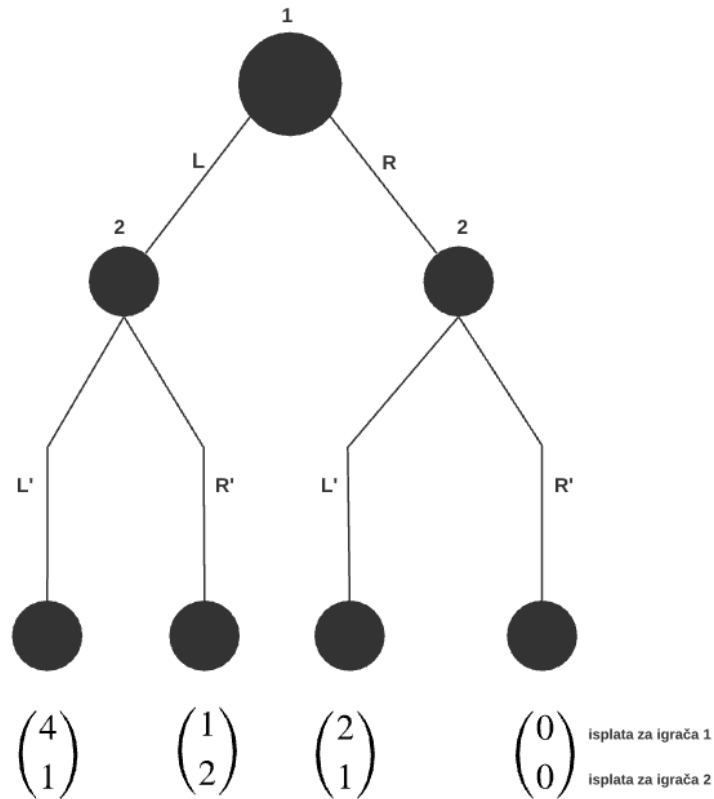 1
L R
2 2
L' R' L' R'
4 1 2 0 isplata za igrača 1
1 2 1 0 isplata za igrača 2